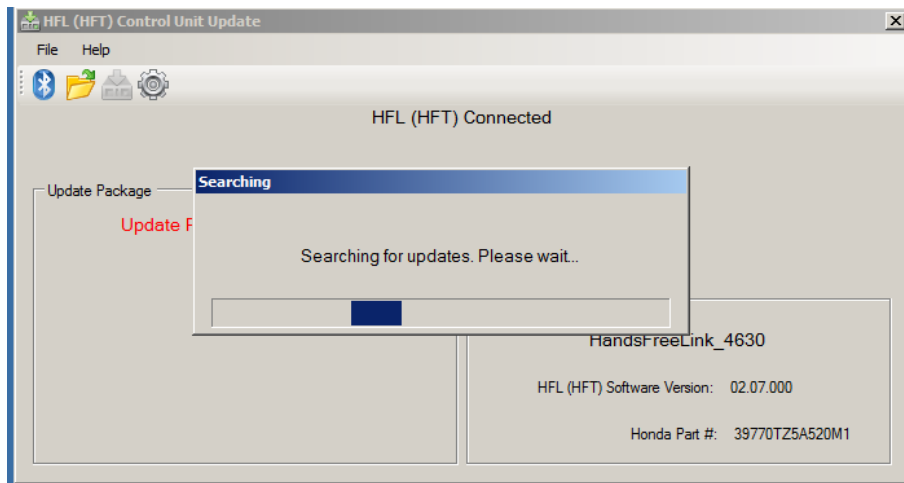 HFL (HFT) Control Unit Update
File Help
HFL (HFT) Connected
Update Package
Update
Searching
Searching for updates. Please wait...
HandsFreeLink_4630
HFL (HFT) Software Version: 02.07.000
Honda Part #: 39770TZ5A520M1